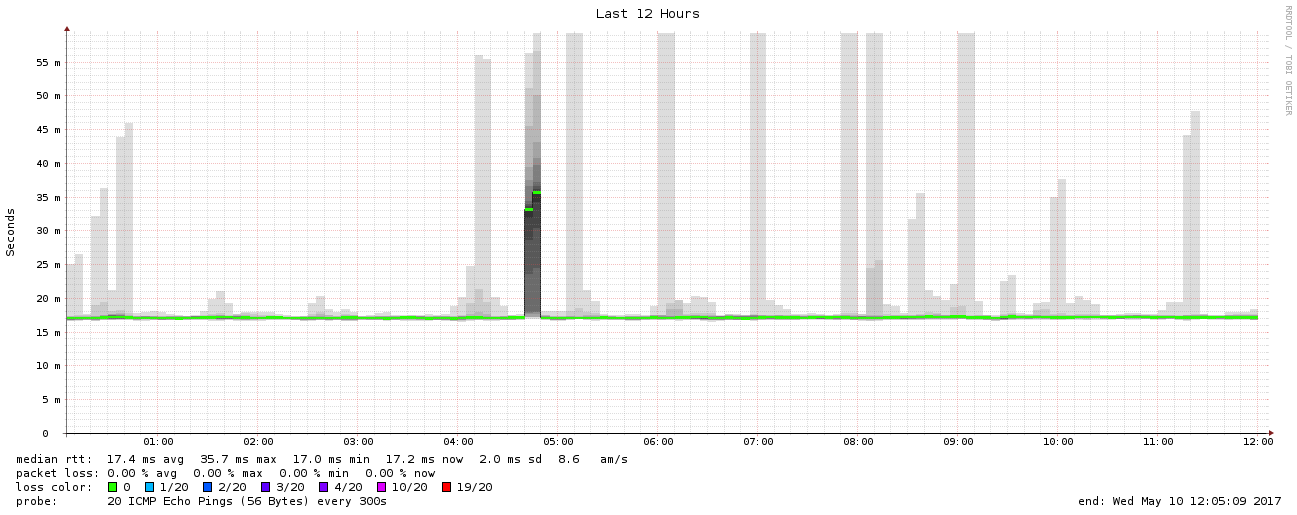 Last 12 Hours
RRDTOOL / TOBI OETIKER
Seconds
55 m
50 m
45 m
40 m
35 m
30 m
25 m
20 m
15 m
10 m
5 m
0
01:00 02:00 03:00 04:00 05:00 06:00 07:00 08:00 09:00 10:00 11:00 12:00
median rtt: 17.4 ms avg 35.7 ms max 17.0 ms min 17.2 ms now 2.0 ms sd 8.6 am/s
packet loss: 0.00 % avg 0.00 % max 0.00 % min 0.00 % now
loss color: 0 1/20 2/20 3/20 4/20 10/20 19/20
probe: 20 ICMP Echo Pings (56 Bytes) every 300s end: Wed May 10 12:05:09 2017